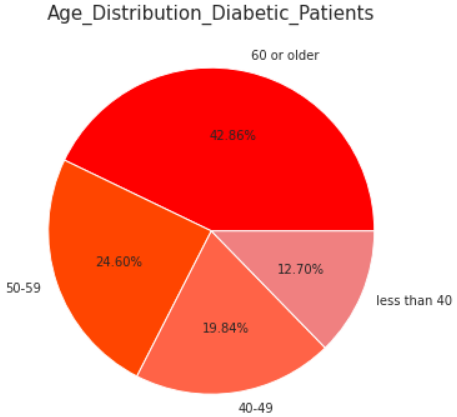 Age_Distribution_Diabetic_Patients
60 or older
42.86%
24.60%
12.70%
50-59
less than 40
19.84%
40-49